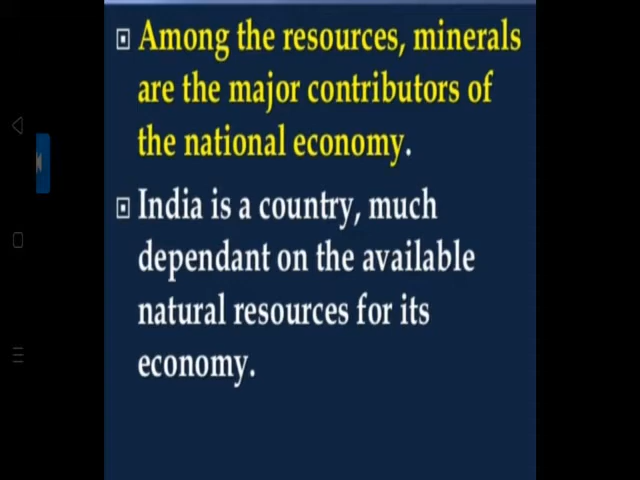 Among the resources, minerals
are the major contributors of
the national economy.
India is a country, much
dependant on the available
natural resources for its
economy.